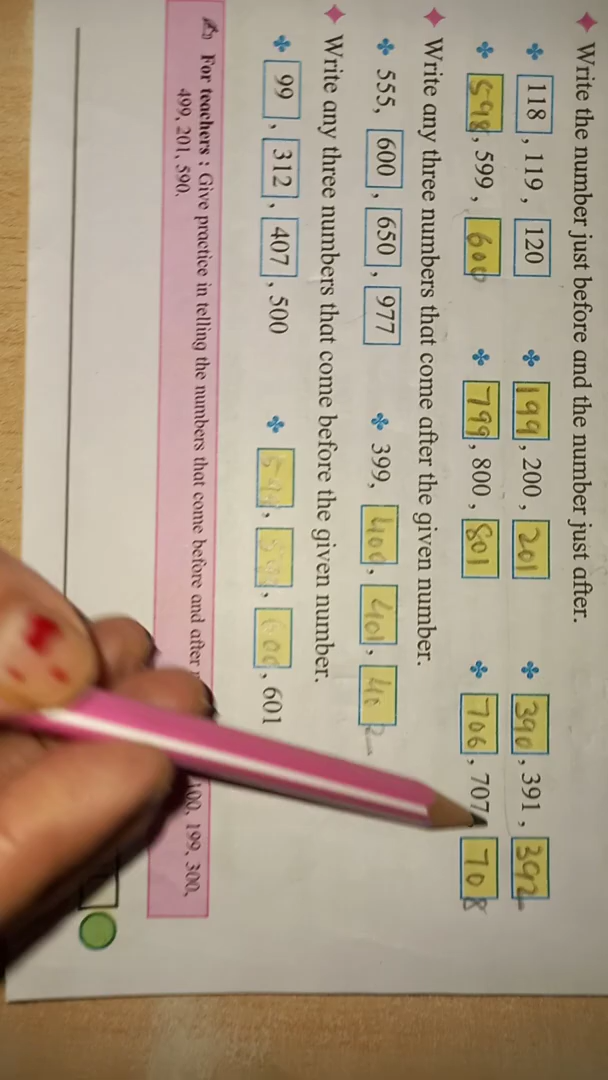 Write the number just before and the number just after.
118, 119, 120 199, 200, 201 390, 391, 392
598, 599, 600 799, 800, 801 706, 707, 708
Write any three numbers that come after the given number.
555, 600, 650, 977 399, 400, 401, 402
Write any three numbers that come before the given number.
99, 312, 407, 500 600, 601
For teachers : Give practice in telling the numbers that come before and after 100, 199, 300,
499, 201, 590.